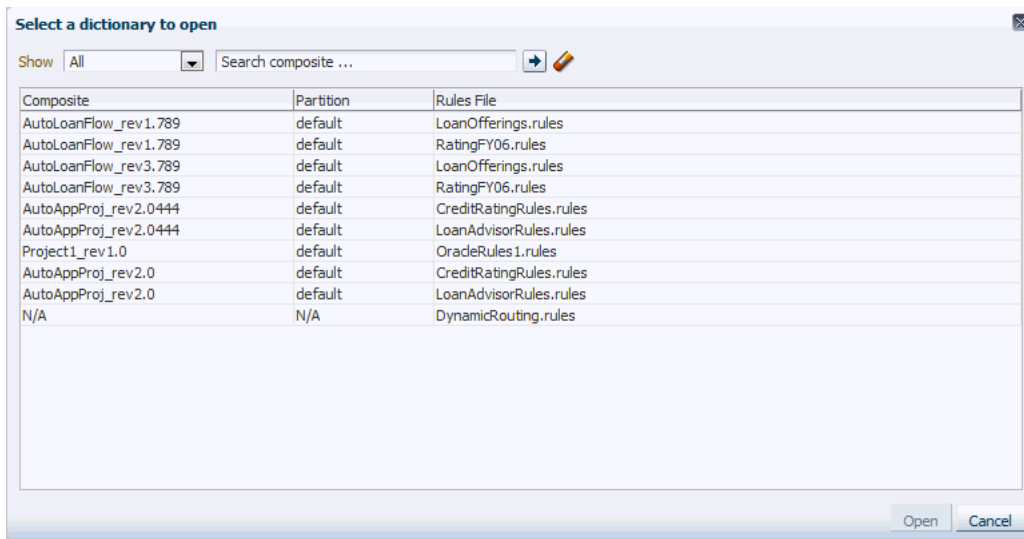 Select a dictionary to open
Show All Search composite ...
Composite Partition Rules File
AutoLoanFlow_rev1.789 default LoanOfferings.rules
AutoLoanFlow_rev1.789 default RatingFY06.rules
AutoLoanFlow_rev3.789 default LoanOfferings.rules
AutoLoanFlow_rev3.789 default RatingFY06.rules
AutoAppProj_rev2.0444 default CreditRatingRules.rules
AutoAppProj_rev2.0444 default LoanAdvisorRules.rules
Project1_rev1.0 default OracleRules1.rules
AutoAppProj_rev2.0 default CreditRatingRules.rules
AutoAppProj_rev2.0 default LoanAdvisorRules.rules
N/A N/A DynamicRouting.rules
Open Cancel